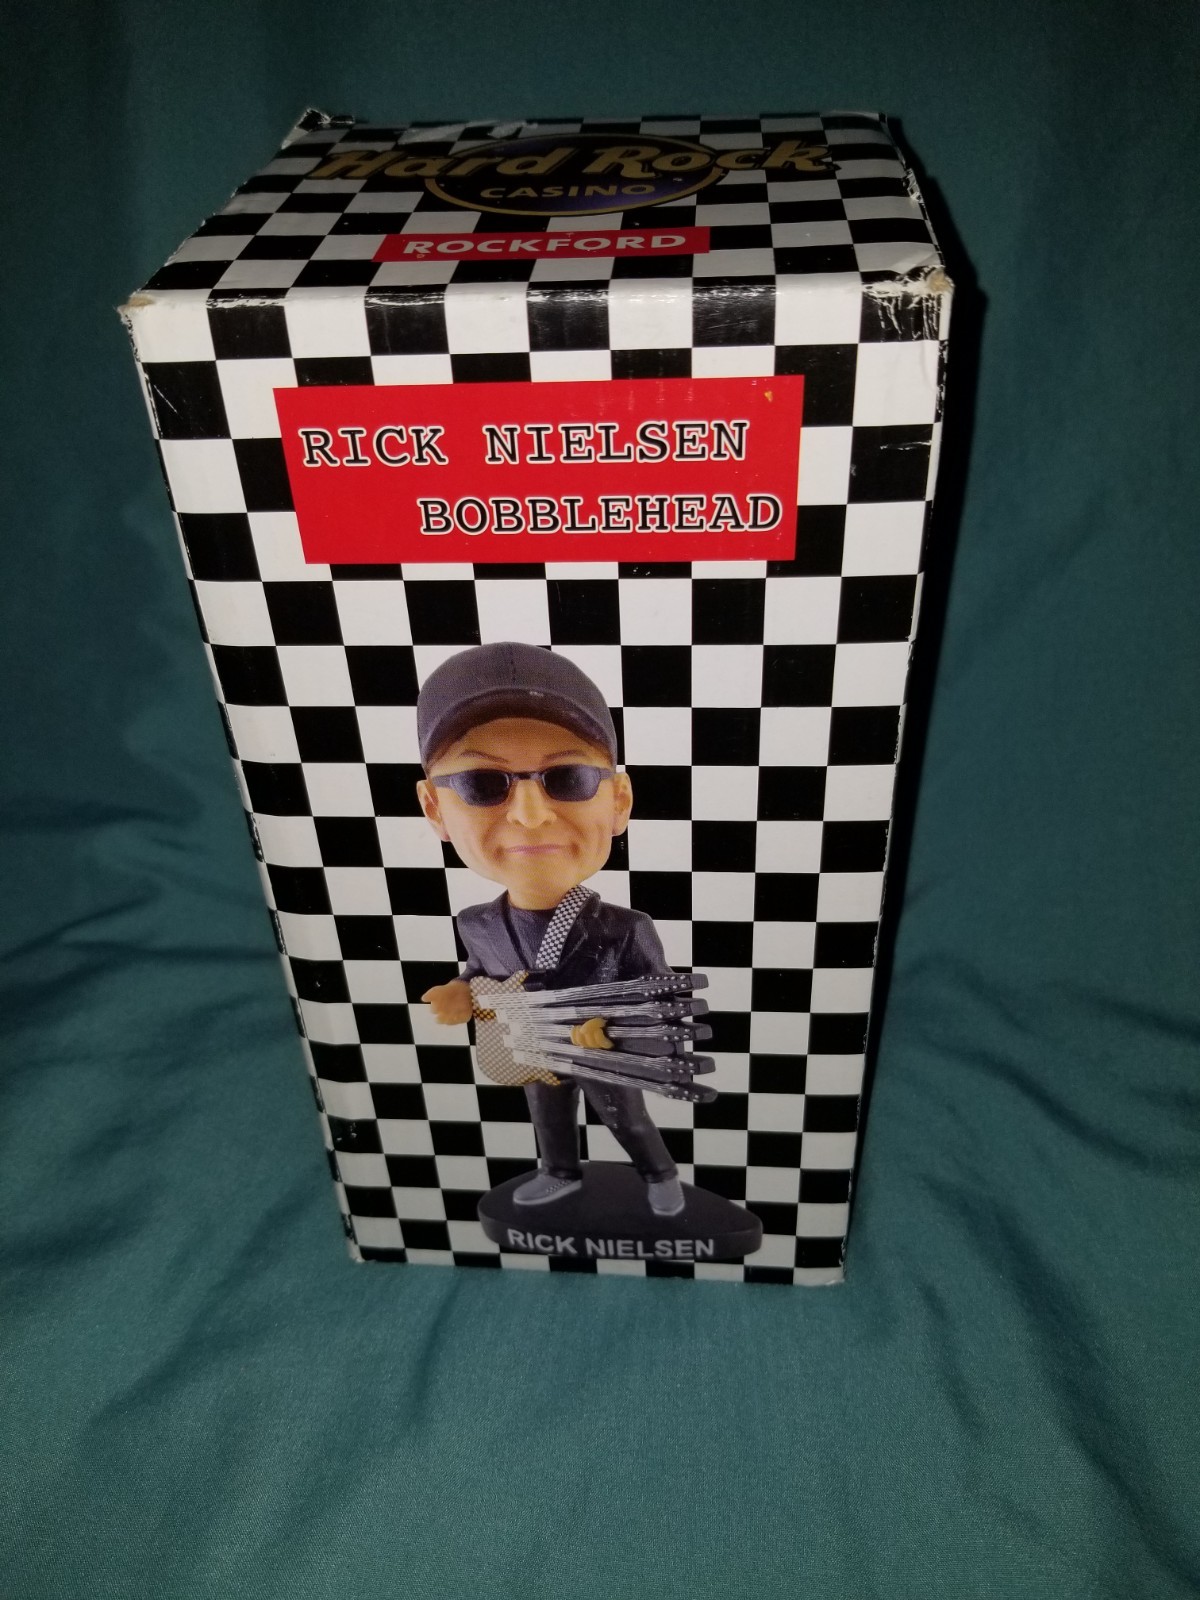 Hard Rock
CASINO
ROCKFORD
RICK NIELSEN
BOBBLEHEAD
RICK NIELSEN